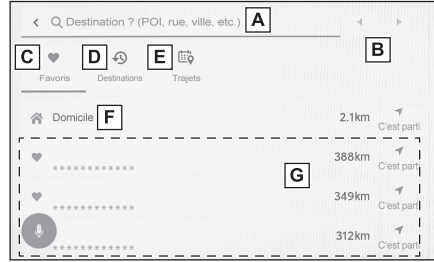 Destination ? (POI, rue, ville, etc.) A
B
C D E
Favoris Destinations Trajets
Domicile F 2.1km
C'est parti
388km
************ C'est parti
G
349km
************ C'est parti
312km
************ C'est parti